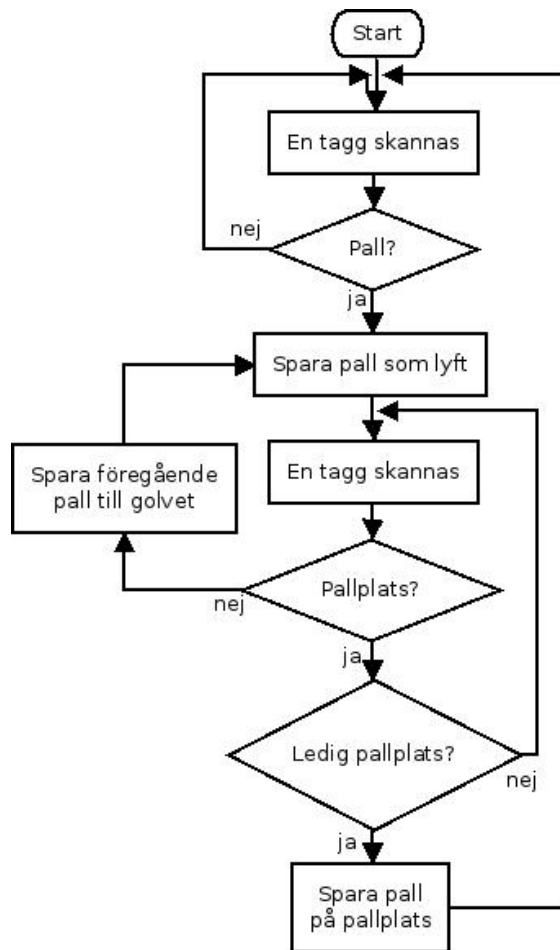 Start
En tagg skannas
nej
Pall?
ja
Spara pall som lyft
Spara föregående
pall till golvet
En tagg skannas
nej
Pallplats?
ja
Ledig pallplats?
nej
ja
Spara pall
på pallplats